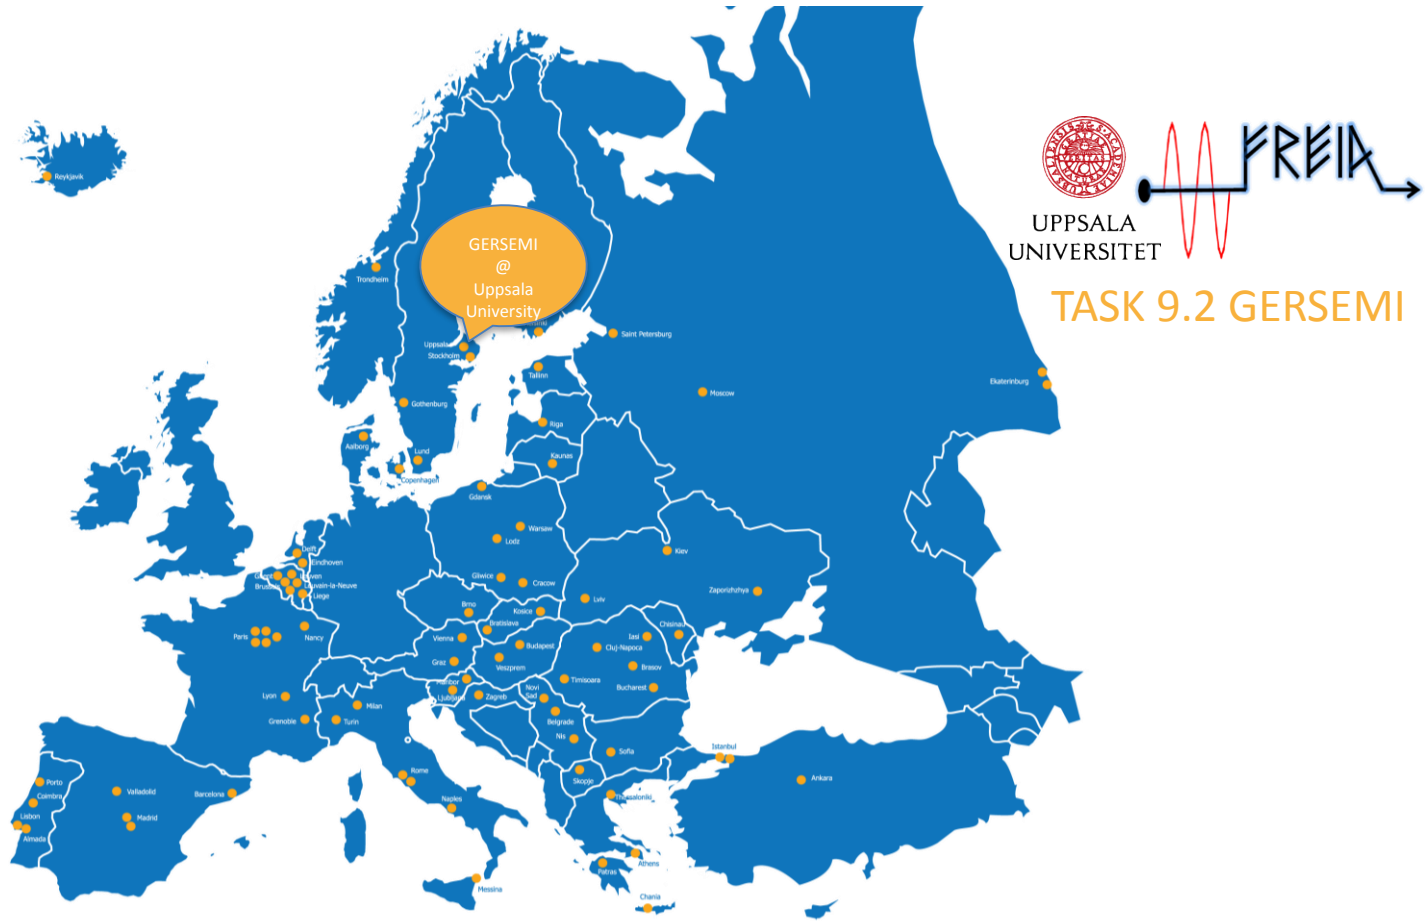 Reykjavik
Trondheim
GERSEMI
@
Uppsala
University
Uppsala
Stockholm
Saint Petersburg
Tallinn
Moscow
Ekaterinburg
Gothenburg
Riga
Aalborg
Lund
Kaunas
Copenhagen
Gdansk
Warsaw
Lodz
Kiev
Delft
Eindhoven
Louvain-la-Neuve
Liege
Gliwice
Cracow
Zaporizhzhya
Lviv
Brno
Kosice
Bratislava
Chisinau
Paris
Nancy
Vienna
Budapest
Iasi
Cluj-Napoca
Graz
Veszprem
Brasov
Timisoara
Bucharest
Maribor
Ljubljana
Zagreb
Novi
Sad
Lyon
Milan
Grenoble
Turin
Belgrade
Nis
Sofia
Istanbul
Skopje
Ankara
Rome
Porto
Coimbra
Valladolid
Barcelona
Naples
Thessaloniki
Lisbon
Madrid
Almada
Athens
Patras
Messina
Chania
FREIA
UPPSALA
UNIVERSITET
TASK 9.2 GERSEMI